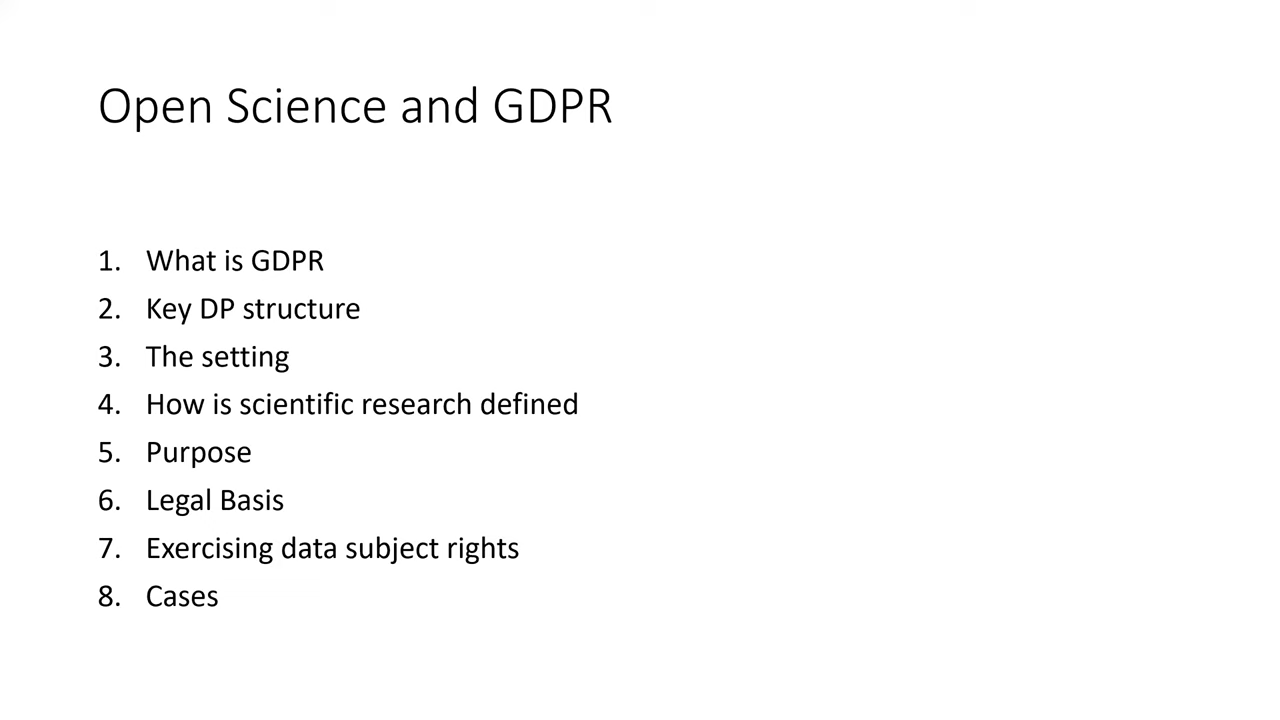 Open Science and GDPR
1. What is GDPR
2. Key DP structure
3. The setting
4. How is scientific research defined
5. Purpose
6. Legal Basis
7. Exercising data subject rights
8. Cases